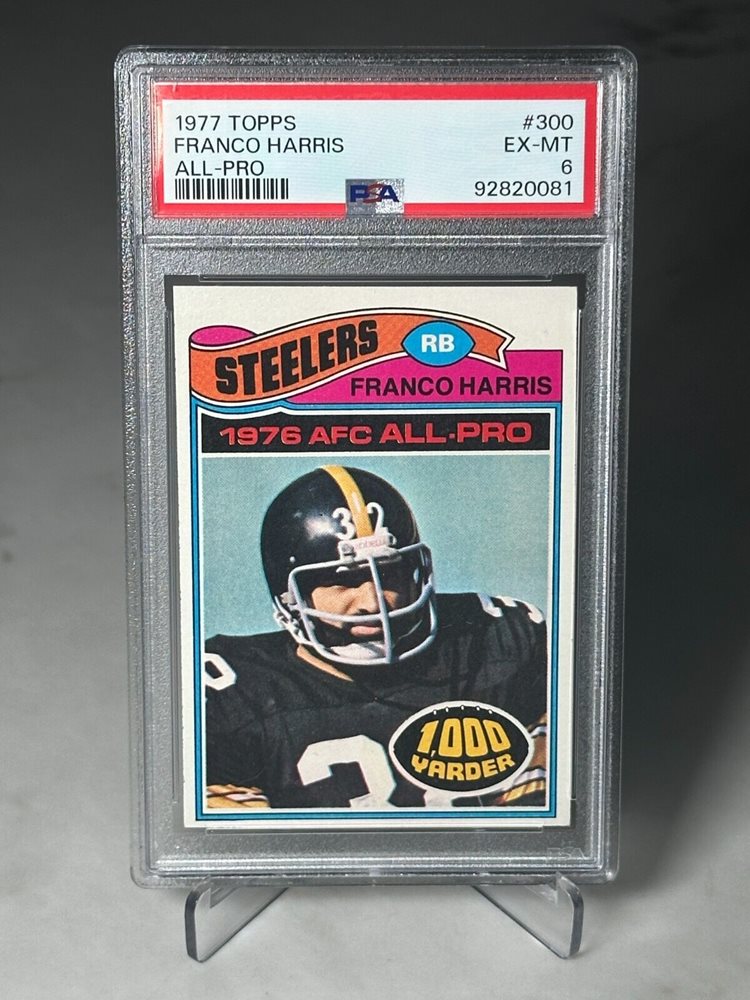 1977 TOPPS #300
FRANCO HARRIS EX-MT
ALL-PRO 6
PSA 92820081
STEELERS RB
FRANCO HARRIS
1976 AFC ALL-PRO
32
32
1,000
YARDER